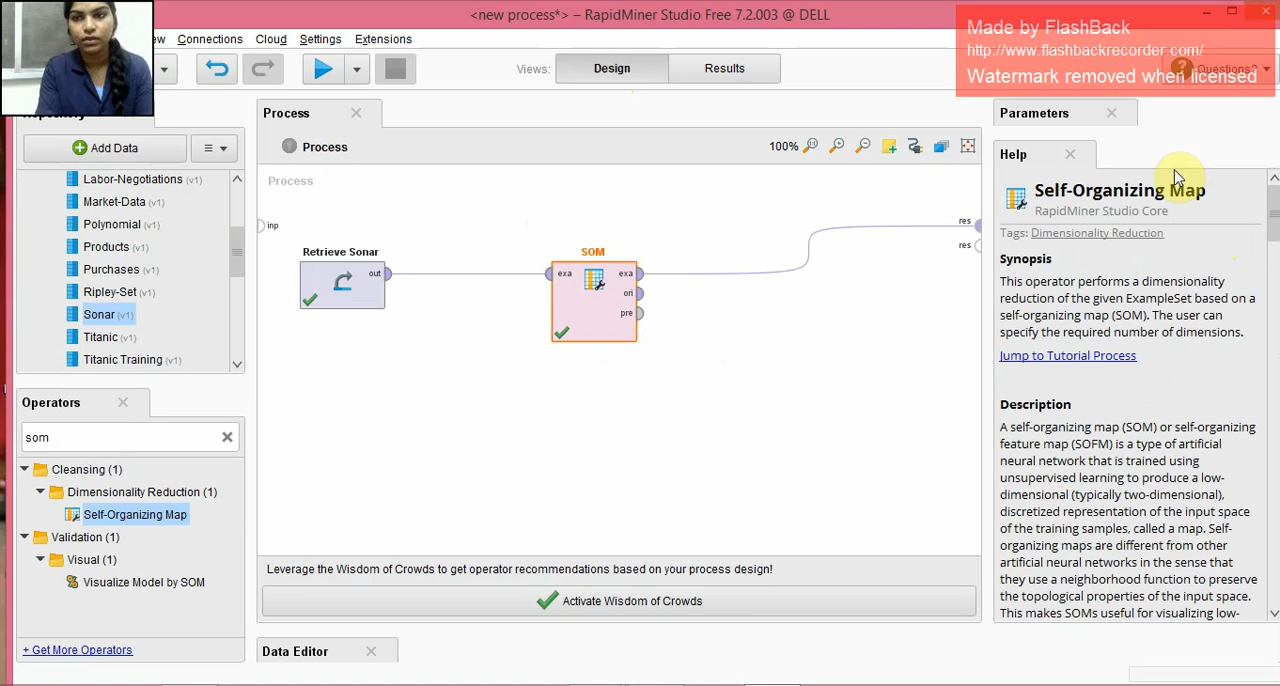 <new process*> – RapidMiner Studio Free 7.2.003 @ DELL
Made by FlashBack
http://www.flashbackrecorder.com/
Watermark removed when licensed
Connections Cloud Settings Extensions
Views: Design Results
Questions?
Add Data
Labor-Negotiations (v1)
Market-Data (v1)
Polynomial (v1)
Products (v1)
Purchases (v1)
Ripley-Set (v1)
Sonar (v1)
Titanic (v1)
Titanic Training (v1)
Operators
som
Cleansing (1)
Dimensionality Reduction (1)
Self-Organizing Map
Validation (1)
Visual (1)
Visualize Model by SOM
+ Get More Operators
Process
Process
100%
Process
inp
res
res
Retrieve Sonar
out
SOM
exa exa
ori
pre
Leverage the Wisdom of Crowds to get operator recommendations based on your process design!
Activate Wisdom of Crowds
Data Editor
Parameters
Help
Self-Organizing Map
RapidMiner Studio Core
Tags: Dimensionality Reduction
Synopsis
This operator performs a dimensionality
reduction of the given ExampleSet based on a
self-organizing map (SOM). The user can
specify the required number of dimensions.
Jump to Tutorial Process
Description
A self-organizing map (SOM) or self-organizing
feature map (SOFM) is a type of artificial
neural network that is trained using
unsupervised learning to produce a low-
dimensional (typically two-dimensional),
discretized representation of the input space
of the training samples, called a map. Self-
organizing maps are different from other
artificial neural networks in the sense that
they use a neighborhood function to preserve
the topological properties of the input space.
This makes SOMs useful for visualizing low-